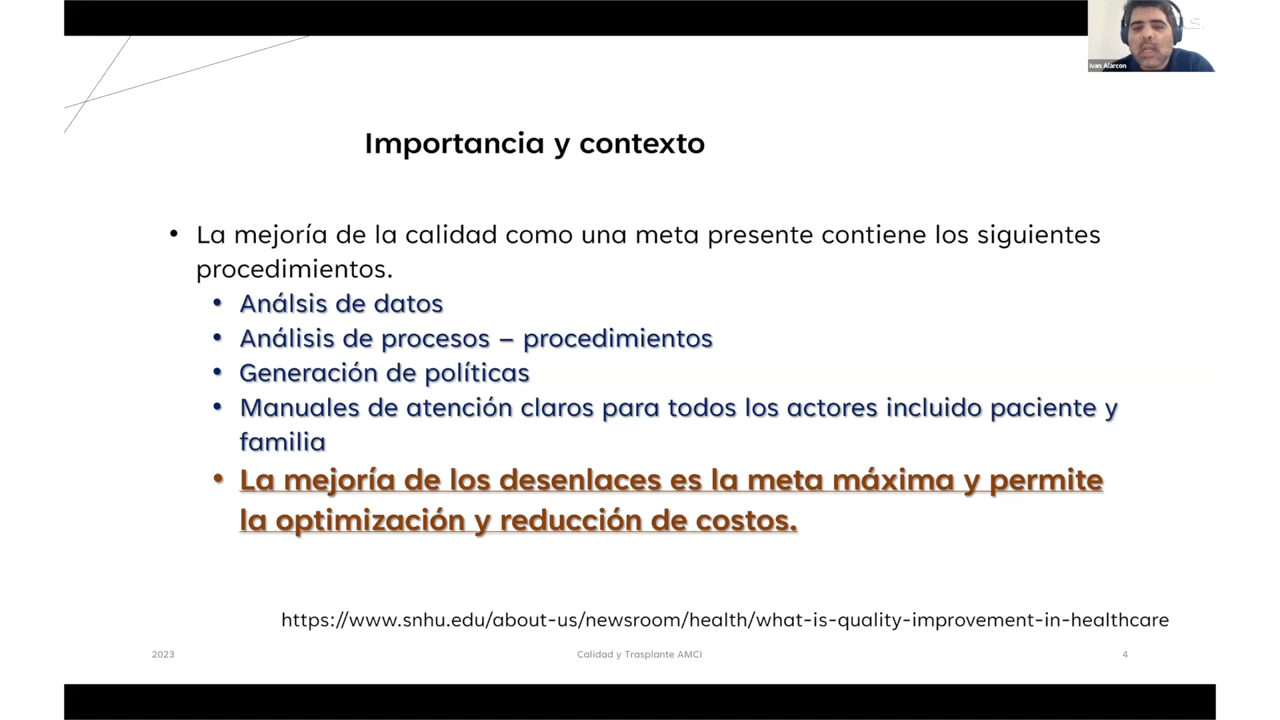 Ivan Alarcon
Importancia y contexto
• La mejoría de la calidad como una meta presente contiene los siguientes
procedimientos.
• Análsis de datos
• Análisis de procesos – procedimientos
• Generación de políticas
• Manuales de atención claros para todos los actores incluido paciente y
familia
• La mejoría de los desenlaces es la meta máxima y permite
la optimización y reducción de costos.
https://www.snhu.edu/about-us/newsroom/health/what-is-quality-improvement-in-healthcare
2023
Calidad y Trasplante AMCI
4